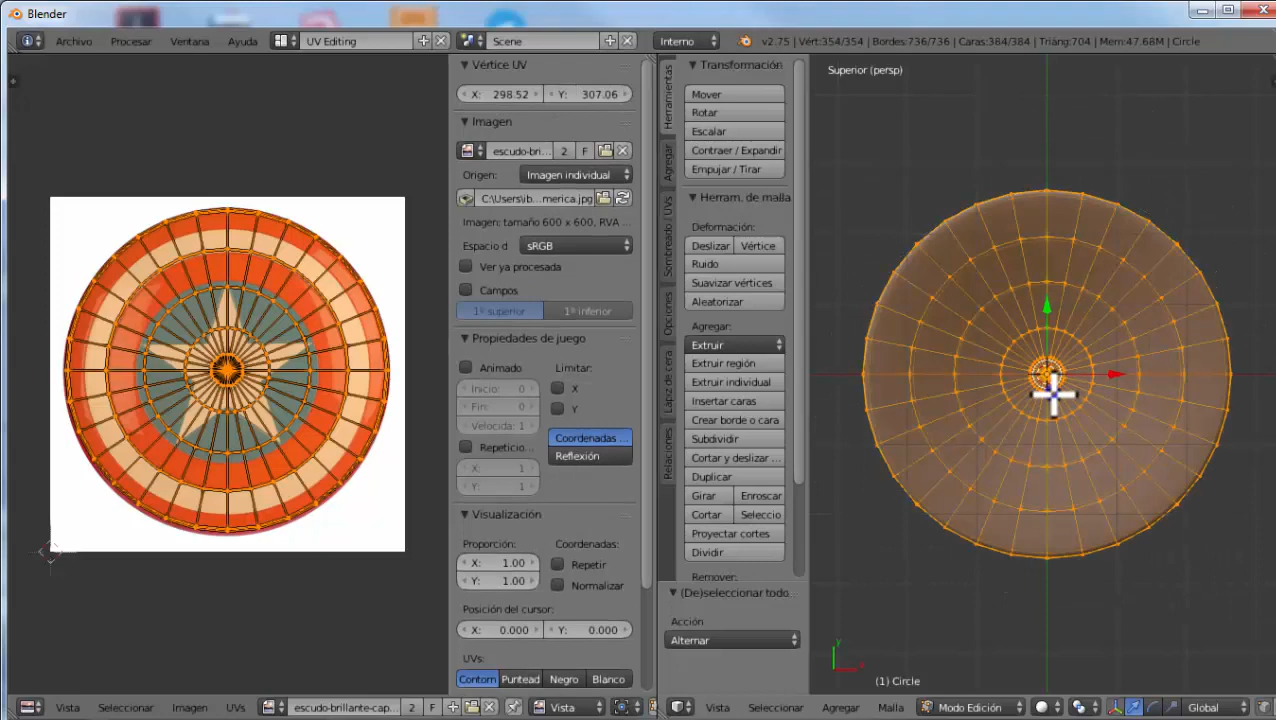 Blender
Archivo Procesar Ventana Ayuda UV Editing Scene Interno v2.75 | Vért:354/354 | Bordes:736/736 | Caras:384/384 | Triáng:704 | Mem:47.68M | Circle
Vértice UV
X: 298.52 Y: 307.06
Imagen
escudo-bri... 2 F
Origen: Imagen individual
C:\Users\ib...merica.jpg
Imagen: tamaño 600 x 600, RVA ...
Espacio d sRGB
Ver ya procesada
Campos
1º superior 1º inferior
Propiedades de juego
Animado Limitar:
Inicio: 0 X
Fin: 0 Y
Velocida: 1
Coordenadas ...
Repeticio... Reflexión
X: 1
Y: 1
Visualización
Proporción: Coordenadas:
X: 1.00 Repetir
Y: 1.00 Normalizar
Posición del cursor:
X: 0.000 Y: 0.000
UVs:
Contorn Puntead Negro Blanco
Herramientas
Agregar
Sombreado / UVs
Opciones
Lápiz de cera
Relaciones
Transformación
Mover
Rotar
Escalar
Contraer / Expandir
Empujar / Tirar
Herram. de malla
Deformación:
Deslizar Vértice
Ruido
Suavizar vértices
Aleatorizar
Agregar:
Extruir
Extruir región
Extruir individual
Insertar caras
Crear borde o cara
Subdividir
Cortar y deslizar ...
Duplicar
Girar Enroscar
Cortar Seleccio
Proyectar cortes
Dividir
Remover:
(De)seleccionar todo..
Acción
Alternar
Superior (persp)
y
x
(1) Circle
Vista Seleccionar Imagen UVs escudo-brillante-cap... 2 F Vista
Vista Seleccionar Agregar Malla Modo Edición Global